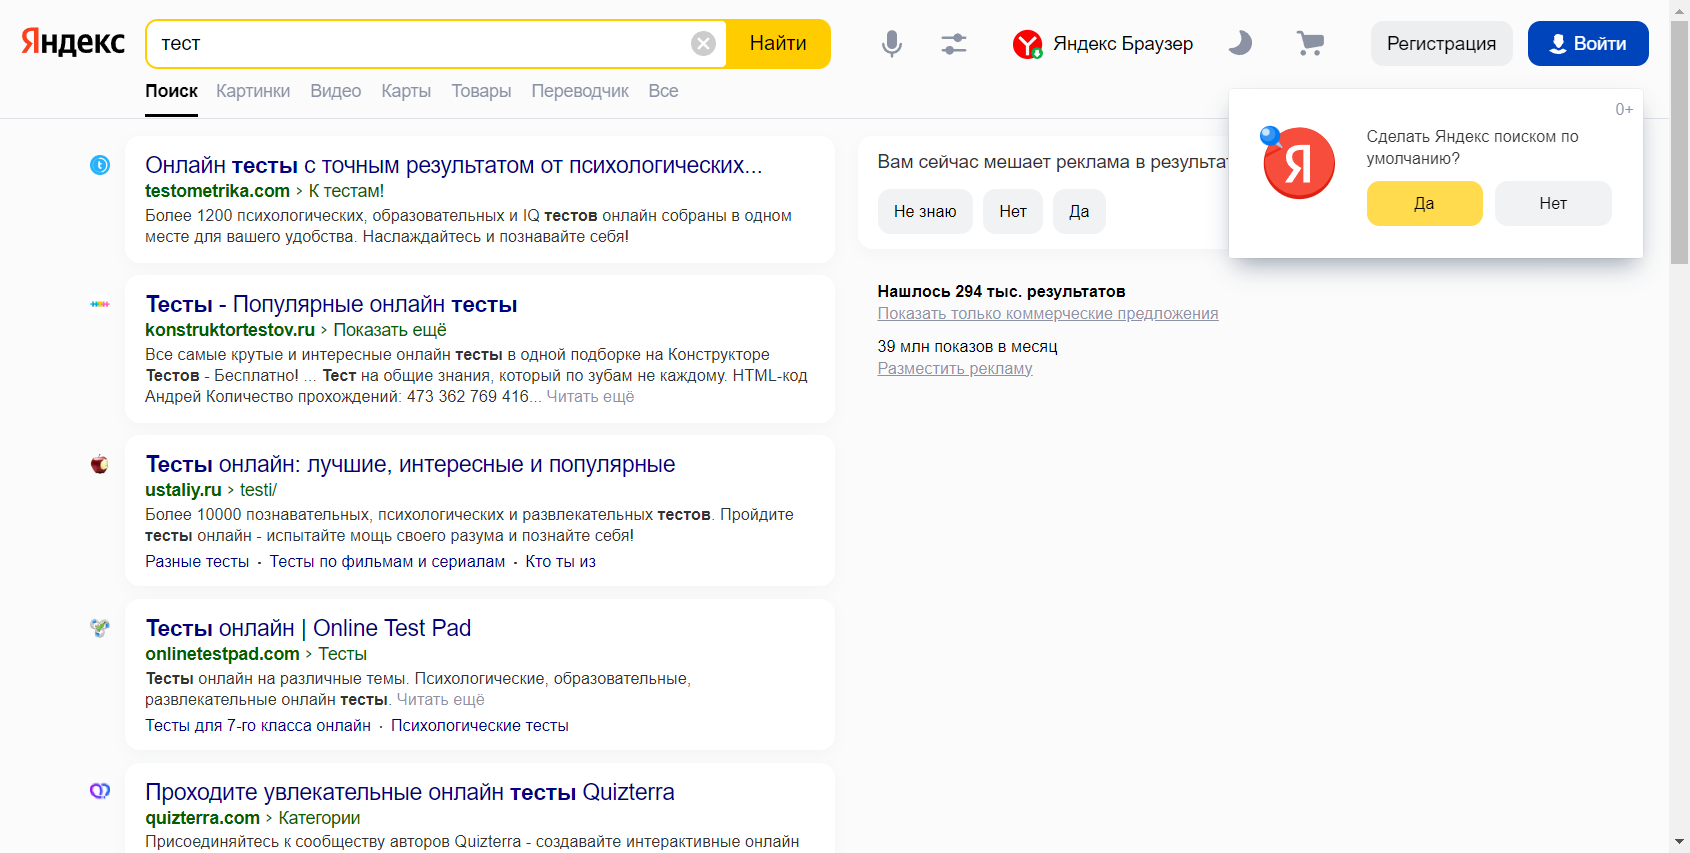 Яндекс
тест
Найти
Яндекс Браузер
Регистрация
Войти
Поиск Картинки Видео Карты Товары Переводчик Все
0+
Сделать Яндекс поиском по
умолчанию?
Да Нет
Онлайн тесты с точным результатом от психологических...
testometrika.com › К тестам!
Более 1200 психологических, образовательных и IQ тестов онлайн собраны в одном
месте для вашего удобства. Наслаждайтесь и познавайте себя!
Тесты - Популярные онлайн тесты
konstruktortestov.ru › Показать ещё
Все самые крутые и интересные онлайн тесты в одной подборке на Конструкторе
Тестов - Бесплатно! ... Тест на общие знания, который по зубам не каждому. HTML-код
Андрей Количество прохождений: 473 362 769 416... Читать ещё
Тесты онлайн: лучшие, интересные и популярные
ustaliy.ru › testi/
Более 10000 познавательных, психологических и развлекательных тестов. Пройдите
тесты онлайн - испытайте мощь своего разума и познайте себя!
Разные тесты · Тесты по фильмам и сериалам · Кто ты из
Тесты онлайн | Online Test Pad
onlinetestpad.com › Тесты
Тесты онлайн на различные темы. Психологические, образовательные,
развлекательные онлайн тесты. Читать ещё
Тесты для 7-го класса онлайн · Психологические тесты
Проходите увлекательные онлайн тесты Quizterra
quizterra.com › Категории
Присоединяйтесь к сообществу авторов Quizterra - создавайте интерактивные онлайн
Вам сейчас мешает реклама в
Не знаю Нет Да
Нашлось 294 тыс. результатов
Показать только коммерческие предложения
39 млн показов в месяц
Разместить рекламу